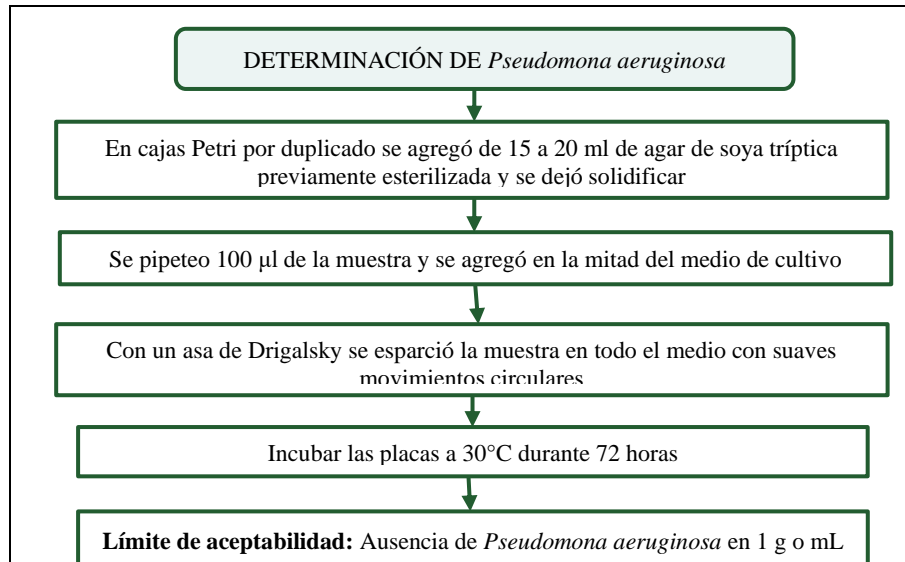 DETERMINACIÓN DE Pseudomona aeruginosa
En cajas Petri por duplicado se agregó de 15 a 20 ml de agar de soya tríptica
previamente esterilizada y se dejó solidificar
Se pipeteo 100 µl de la muestra y se agregó en la mitad del medio de cultivo
Con un asa de Drigalsky se esparció la muestra en todo el medio con suaves
movimientos circulares
Incubar las placas a 30°C durante 72 horas
Límite de aceptabilidad: Ausencia de Pseudomona aeruginosa en 1 g o mL